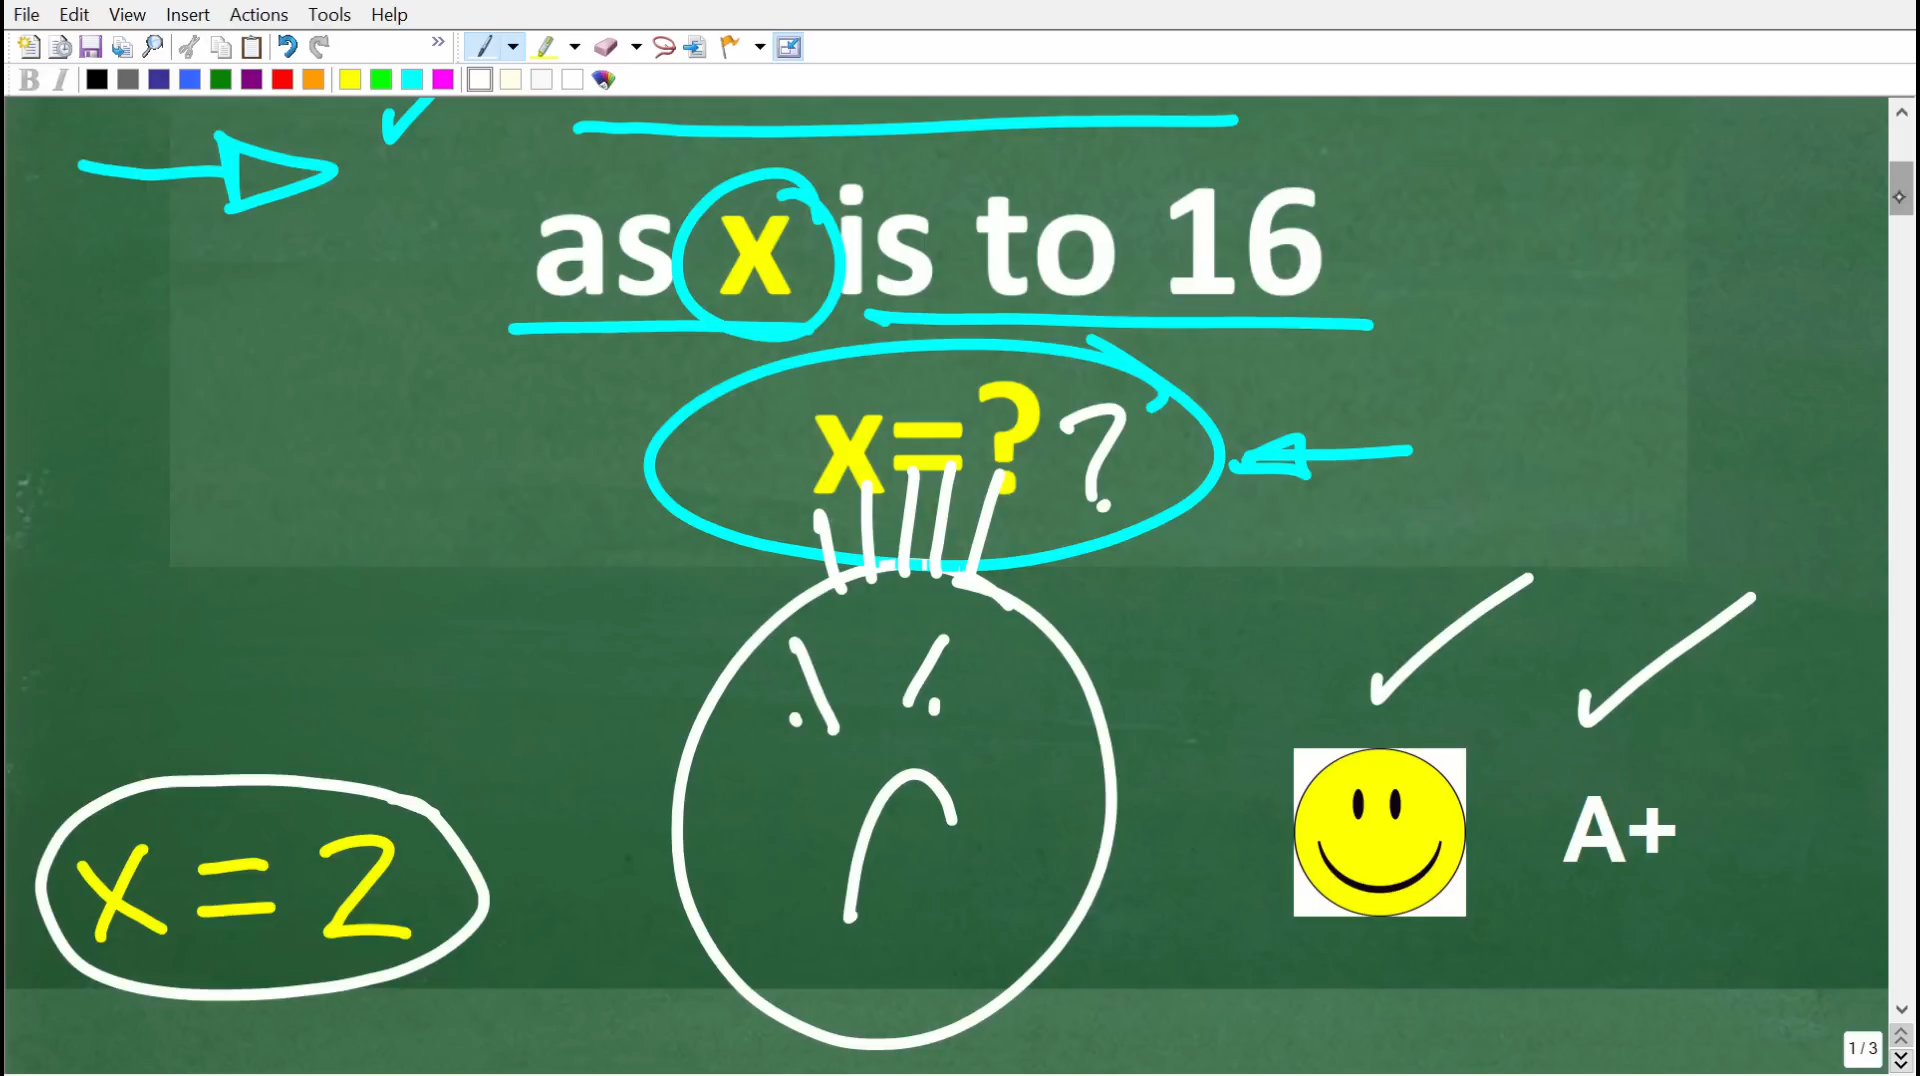 File Edit View Insert Actions Tools Help
B I
as x is to 16
x=? ?
x = 2
A+
1 / 3